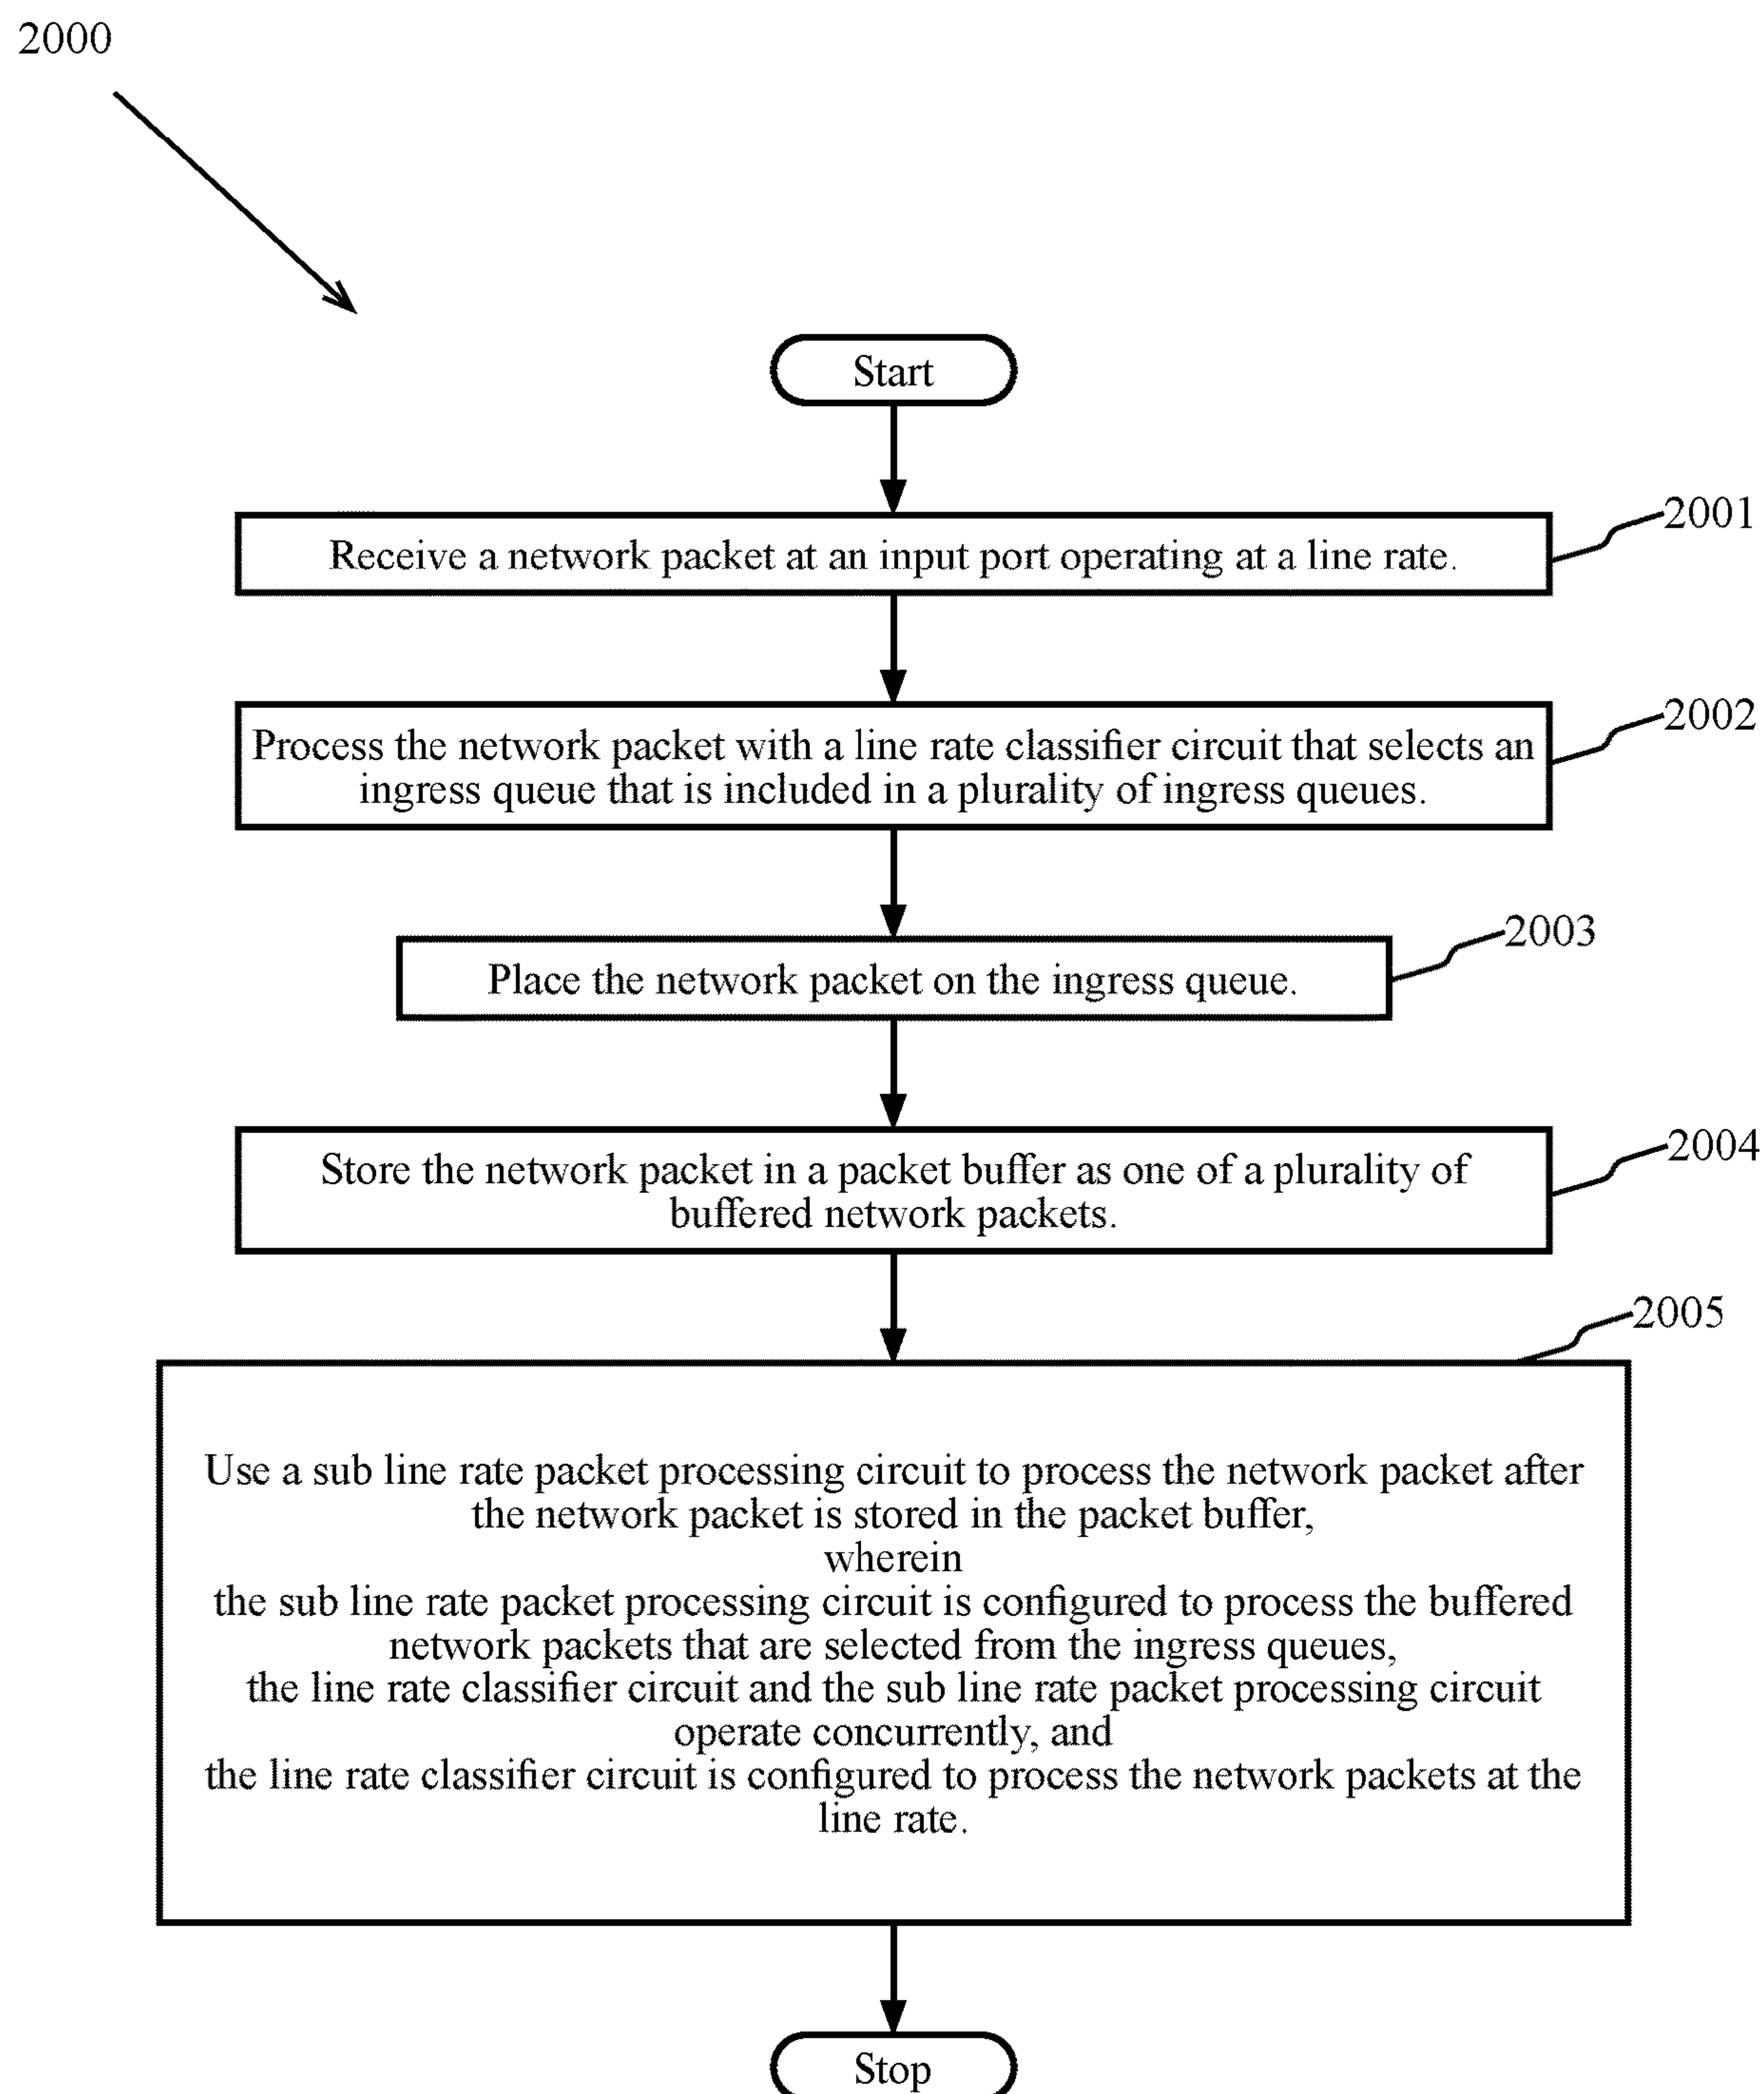 2000
Start
2001
Receive a network packet at an input port operating at a line rate.
2002
Process the network packet with a line rate classifier circuit that selects an
ingress queue that is included in a plurality of ingress queues.
2003
Place the network packet on the ingress queue.
2004
Store the network packet in a packet buffer as one of a plurality of
buffered network packets.
2005
Use a sub line rate packet processing circuit to process the network packet after
the network packet is stored in the packet buffer,
wherein
the sub line rate packet processing circuit is configured to process the buffered
network packets that are selected from the ingress queues,
the line rate classifier circuit and the sub line rate packet processing circuit
operate concurrently, and
the line rate classifier circuit is configured to process the network packets at the
line rate.
Stop